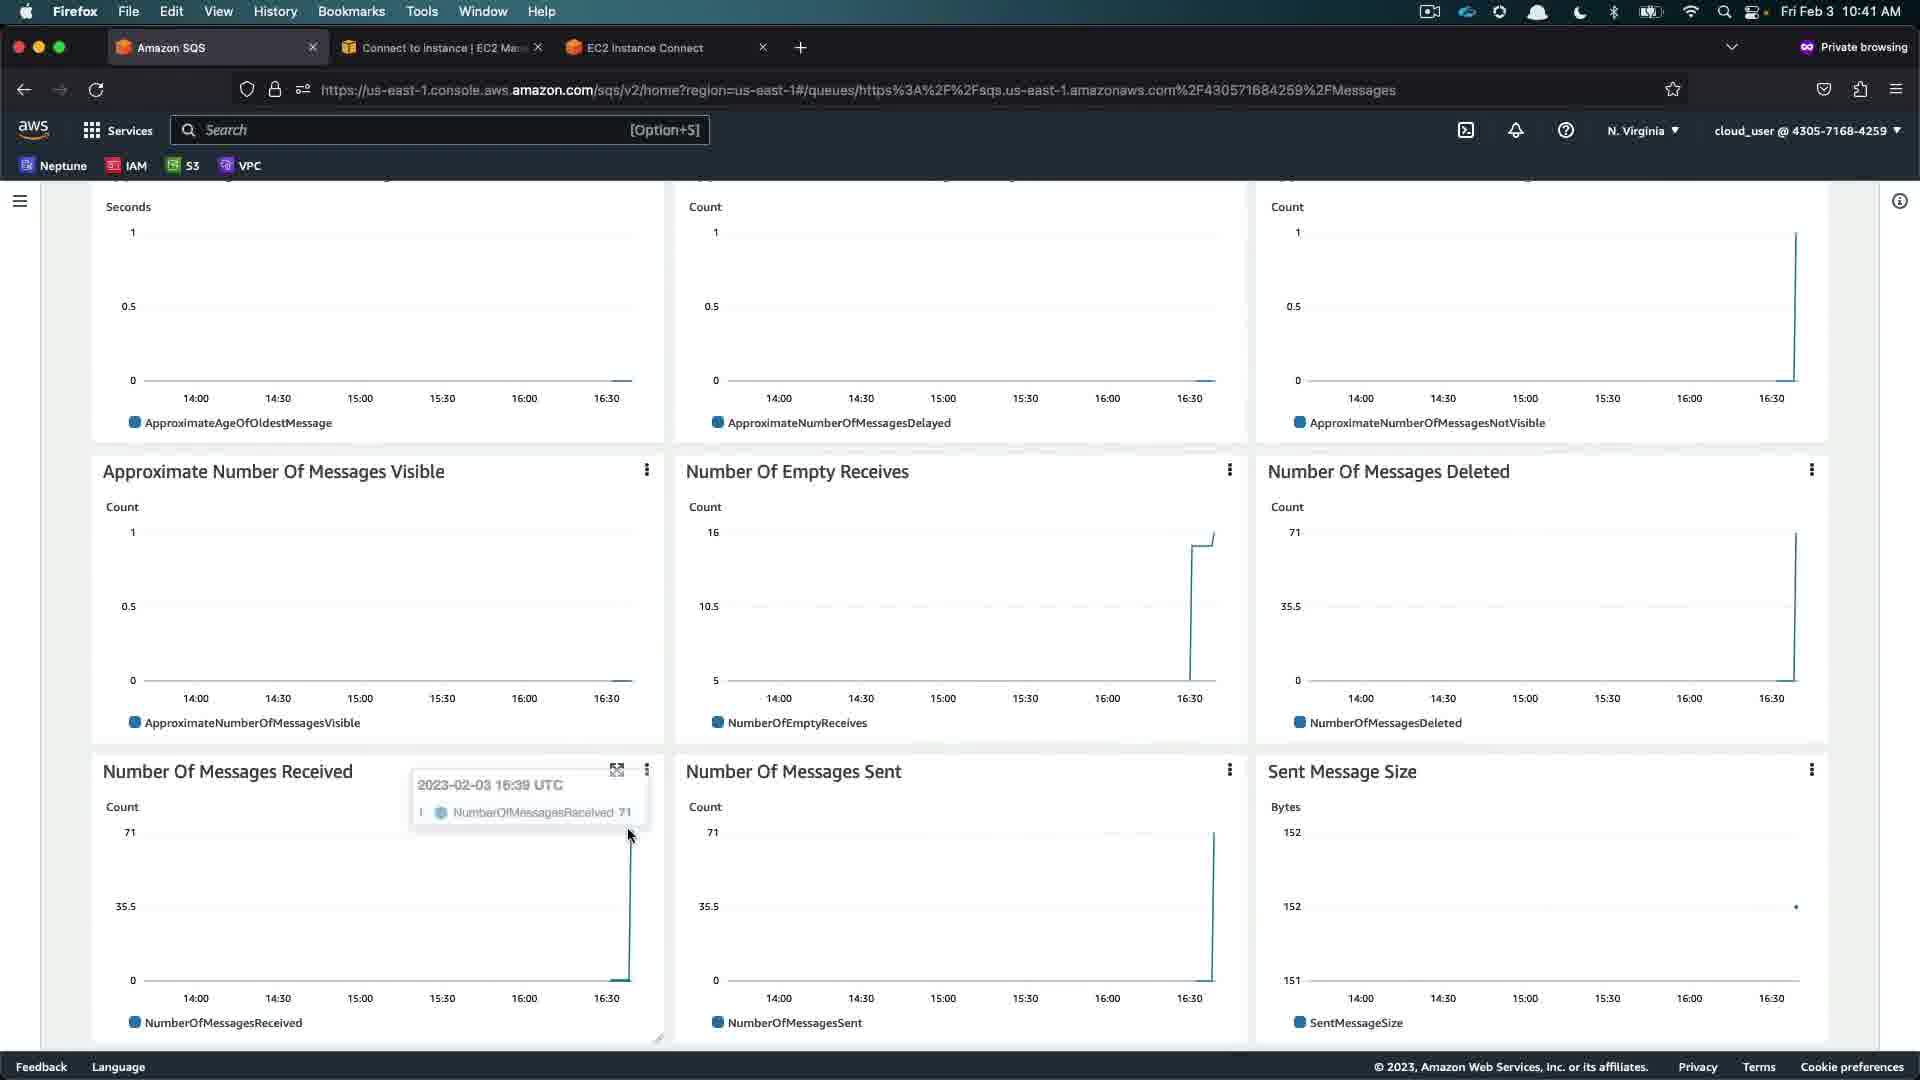 Firefox File Edit View History Bookmarks Tools Window Help Fri Feb 3 10:41 AM
Amazon SQS Connect to instance | EC2 Man EC2 Instance Connect Private browsing
https://us-east-1.console.aws.amazon.com/sqs/v2/home?region=us-east-1#/queues/https%3A%2F%2Fsqs.us-east-1.amazonaws.com%2F430571684259%2FMessages
aws Services Search [Option+S] N. Virginia cloud_user @ 4305-7168-4259
Neptune IAM S3 VPC
Seconds
1
0.5
0
14:00 14:30 15:00 15:30 16:00 16:30
ApproximateAgeOfOldestMessage
Count
1
0.5
0
14:00 14:30 15:00 15:30 16:00 16:30
ApproximateNumberOfMessagesDelayed
Count
1
0.5
0
14:00 14:30 15:00 15:30 16:00 16:30
ApproximateNumberOfMessagesNotVisible
Approximate Number Of Messages Visible
Count
1
0.5
0
14:00 14:30 15:00 15:30 16:00 16:30
ApproximateNumberOfMessagesVisible
Number Of Empty Receives
Count
16
10.5
5
14:00 14:30 15:00 15:30 16:00 16:30
NumberOfEmptyReceives
Number Of Messages Deleted
Count
71
35.5
0
14:00 14:30 15:00 15:30 16:00 16:30
NumberOfMessagesDeleted
Number Of Messages Received
2023-02-03 16:39 UTC
1 NumberOfMessagesReceived 71
Count
71
35.5
0
14:00 14:30 15:00 15:30 16:00 16:30
NumberOfMessagesReceived
Number Of Messages Sent
Count
71
35.5
0
14:00 14:30 15:00 15:30 16:00 16:30
NumberOfMessagesSent
Sent Message Size
Bytes
152
152
151
14:00 14:30 15:00 15:30 16:00 16:30
SentMessageSize
Feedback Language © 2023, Amazon Web Services, Inc. or its affiliates. Privacy Terms Cookie preferences